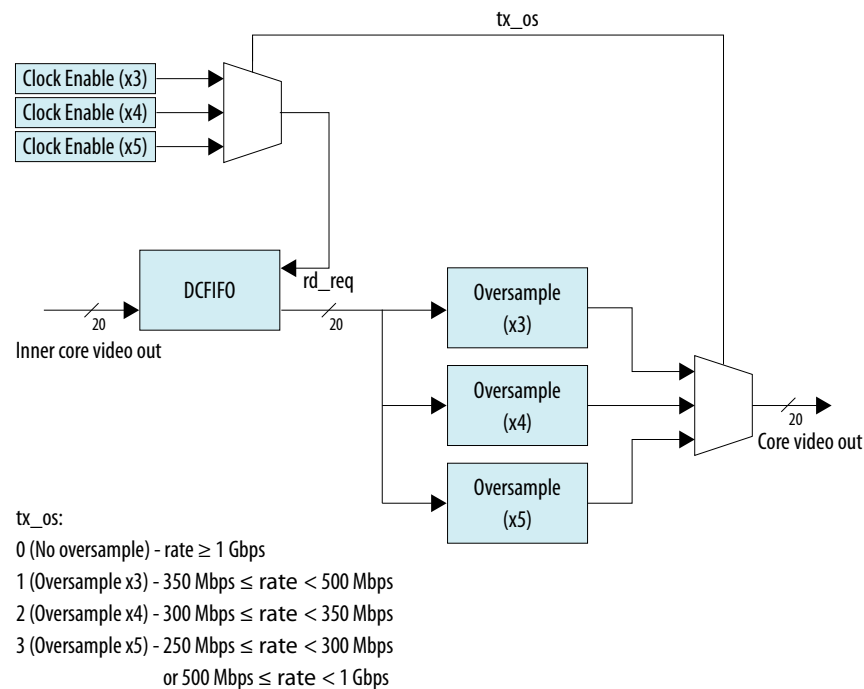 tx_os
Clock Enable (x3)
Clock Enable (x4)
Clock Enable (x5)
DCFIFO
rd_req
20
20
Inner core video out
Oversample
(x3)
Oversample
(x4)
20
Core video out
Oversample
(x5)
tx_os:
0 (No oversample) - rate ≥ 1 Gbps
1 (Oversample x3) - 350 Mbps ≤ rate < 500 Mbps
2 (Oversample x4) - 300 Mbps ≤ rate < 350 Mbps
3 (Oversample x5) - 250 Mbps ≤ rate < 300 Mbps
or 500 Mbps ≤ rate < 1 Gbps